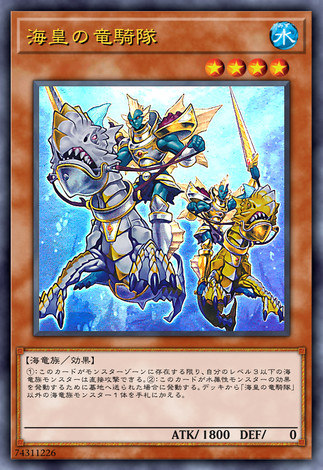 海皇の竜騎隊
水
【海竜族／効果】
①:このカードがモンスターゾーンに存在する限り、自分のレベル３以下の海
竜族モンスターは直接攻撃できる。②:このカードが水属性モンスターの効果
を発動するために墓地へ送られた場合に発動する。デッキから「海皇の竜騎隊」
以外の海竜族モンスター１体を手札に加える。
ATK/ 1800 DEF/ 0
74311226